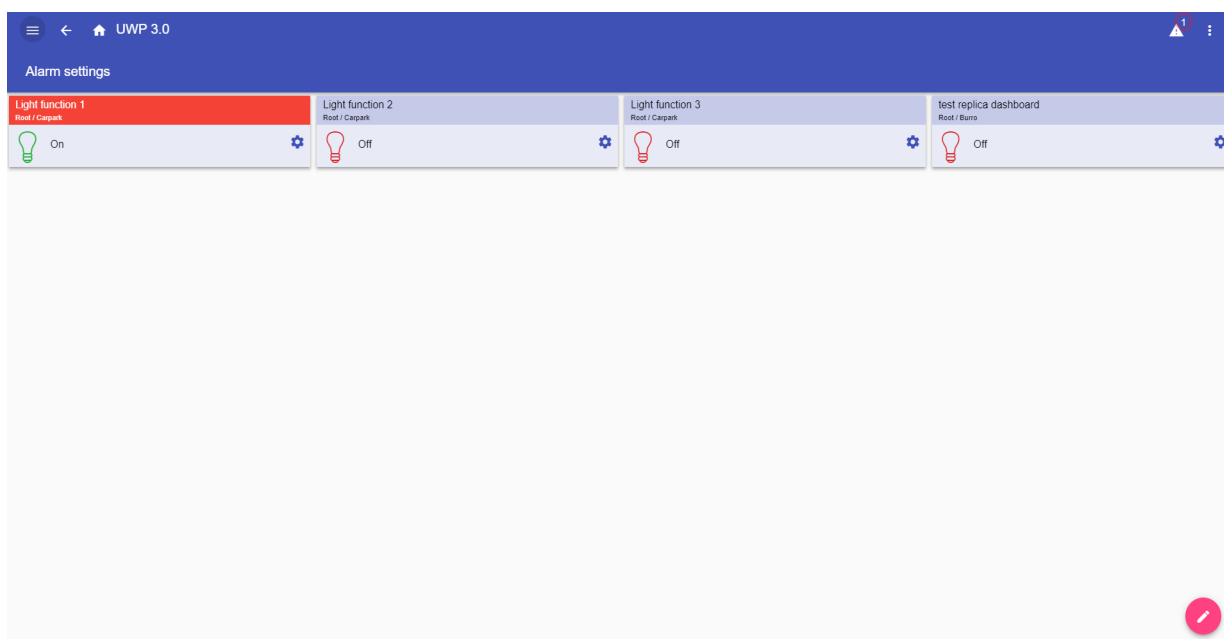 UWP 3.0
1
Alarm settings
Light function 1
Root / Carpark
On
Light function 2
Root / Carpark
Off
Light function 3
Root / Carpark
Off
test replica dashboard
Root / Burro
Off